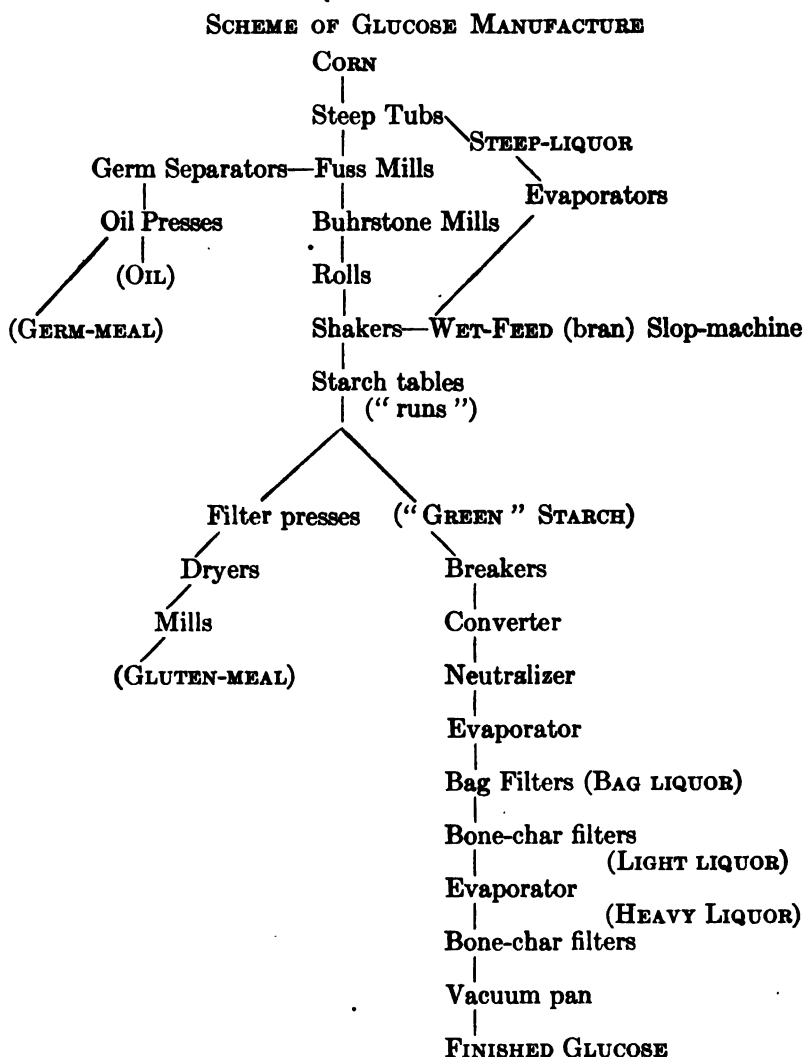 SCHEME OF GLUCOSE MANUFACTURE
CORN
Steep Tubs
STEEP-LIQUOR
Germ Separators—Fuss Mills
Evaporators
Oil Presses Buhrstone Mills
(OIL) Rolls
(GERM-MEAL) Shakers—WET-FEED (bran) Slop-machine
Starch tables
("runs")
Filter presses ("GREEN" STARCH)
Dryers Breakers
Mills Converter
(GLUTEN-MEAL) Neutralizer
Evaporator
Bag Filters (BAG LIQUOR)
Bone-char filters
(LIGHT LIQUOR)
Evaporator
(HEAVY LIQUOR)
Bone-char filters
Vacuum pan
FINISHED GLUCOSE